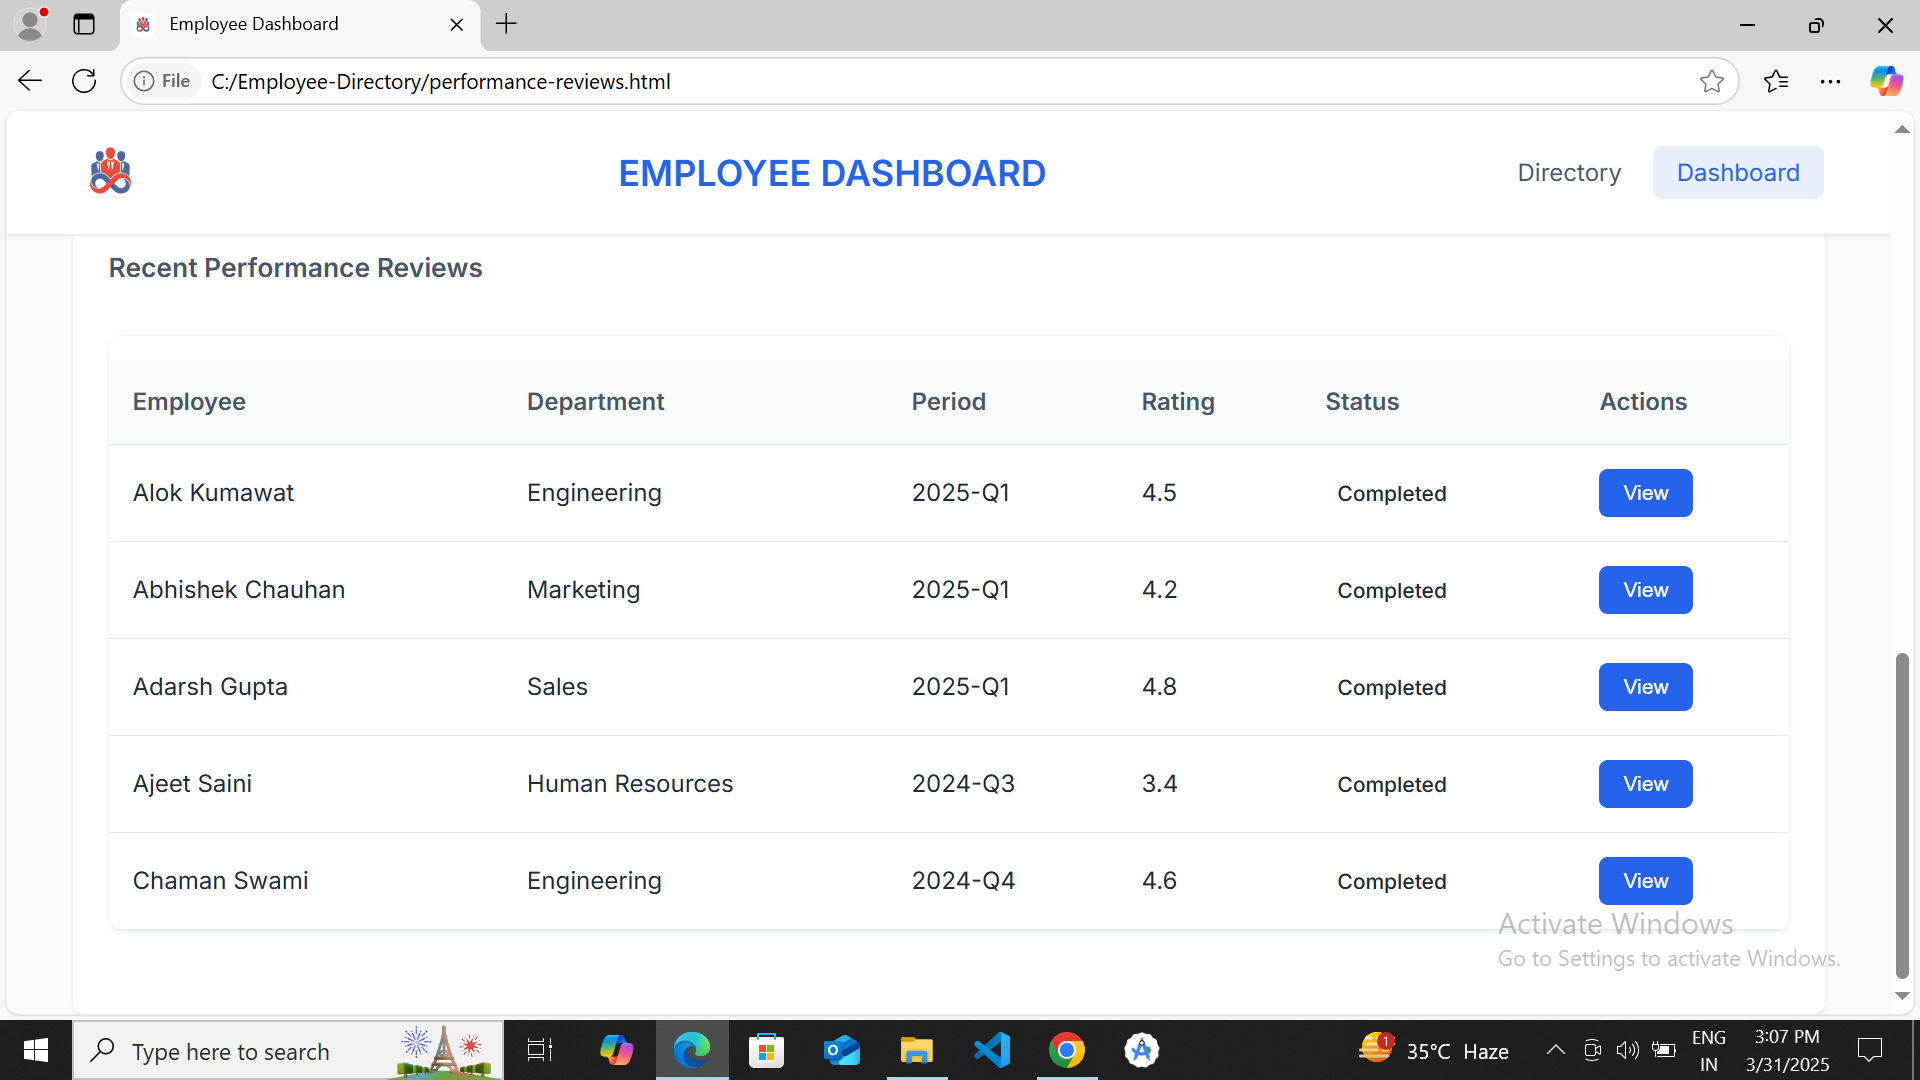 Employee Dashboard
File C:/Employee-Directory/performance-reviews.html
EMPLOYEE DASHBOARD
Directory
Dashboard
Recent Performance Reviews
Employee Department Period Rating Status Actions
Alok Kumawat Engineering 2025-Q1 4.5 Completed View
Abhishek Chauhan Marketing 2025-Q1 4.2 Completed View
Adarsh Gupta Sales 2025-Q1 4.8 Completed View
Ajeet Saini Human Resources 2024-Q3 3.4 Completed View
Chaman Swami Engineering 2024-Q4 4.6 Completed View
Activate Windows
Go to Settings to activate Windows.
Type here to search
1
35°C Haze
ENG
IN
3:07 PM
3/31/2025